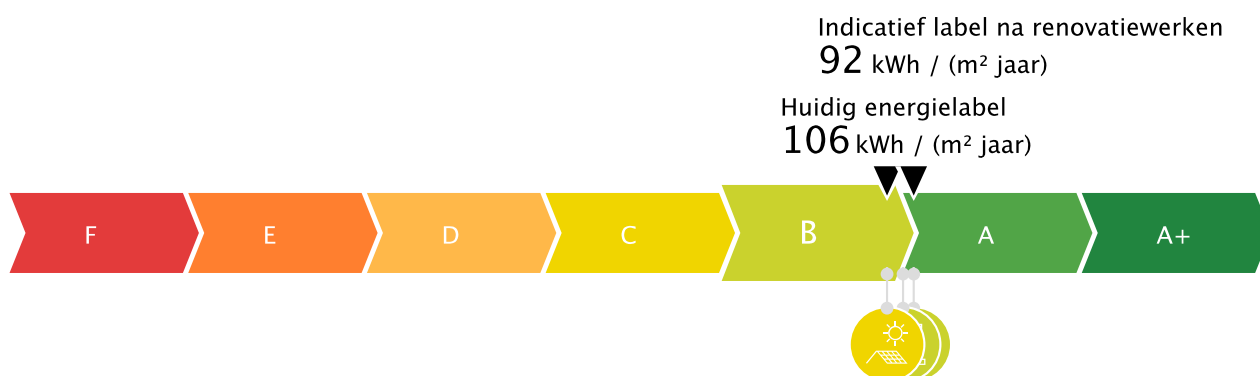 Indicatief label na renovatiewerken
92 kWh / (m² jaar)
Huidig energielabel
106 kWh / (m² jaar)
F E D C B A A+